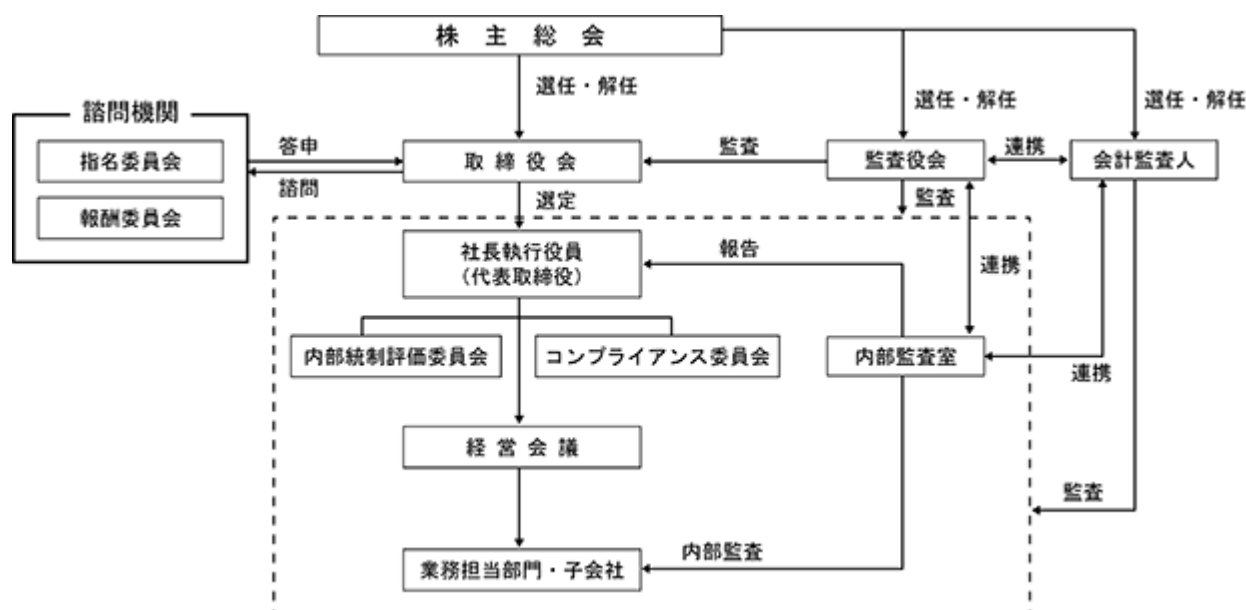 株主総会
選任・解任
選任・解任
選任・解任
諮問機関
指名委員会
報酬委員会
答申
諮問
取締役会
監査
監査役会
連携
会計監査人
選定
監査
社長執行役員
(代表取締役)
報告
連携
内部統制評価委員会
コンプライアンス委員会
内部監査室
連携
経営会議
監査
内部監査
業務担当部門・子会社